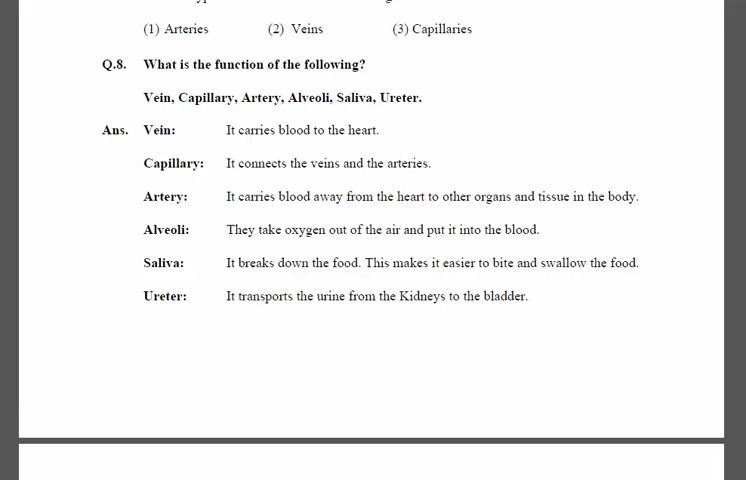 (1) Arteries (2) Veins (3) Capillaries
Q.8. What is the function of the following?
Vein, Capillary, Artery, Alveoli, Saliva, Ureter.
Ans. Vein: It carries blood to the heart.
Capillary: It connects the veins and the arteries.
Artery: It carries blood away from the heart to other organs and tissue in the body.
Alveoli: They take oxygen out of the air and put it into the blood.
Saliva: It breaks down the food. This makes it easier to bite and swallow the food.
Ureter: It transports the urine from the Kidneys to the bladder.